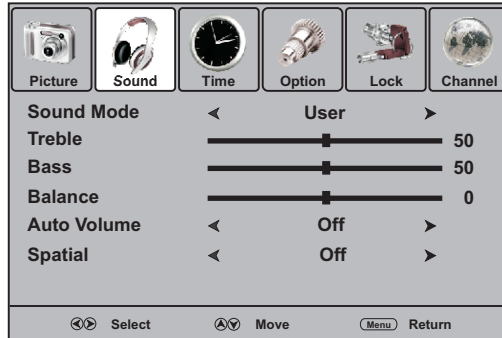 Picture Sound Time Option Lock Channel
Sound Mode User
Treble 50
Bass 50
Balance 0
Auto Volume Off
Spatial Off
Select Move Menu Return